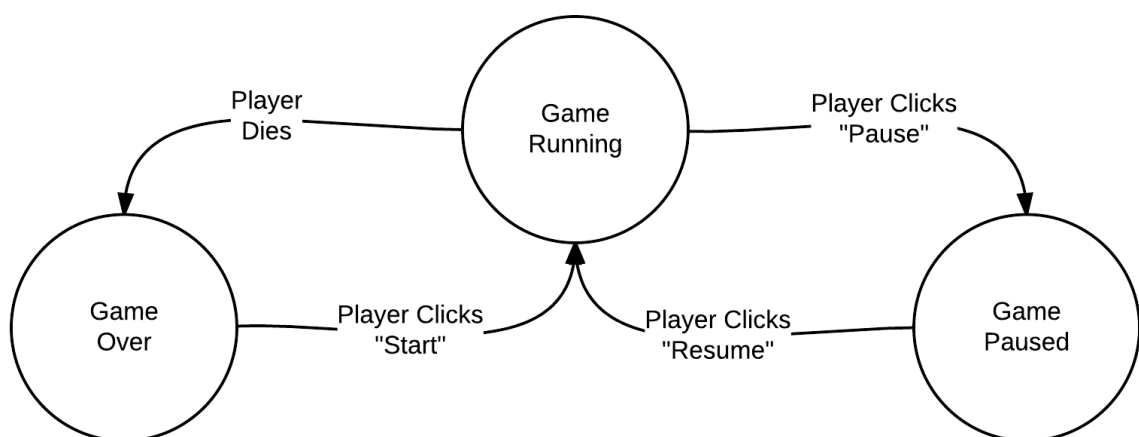 Player
Dies
Game
Running
Player Clicks
"Pause"
Game
Over
Player Clicks
"Start"
Player Clicks
"Resume"
Game
Paused